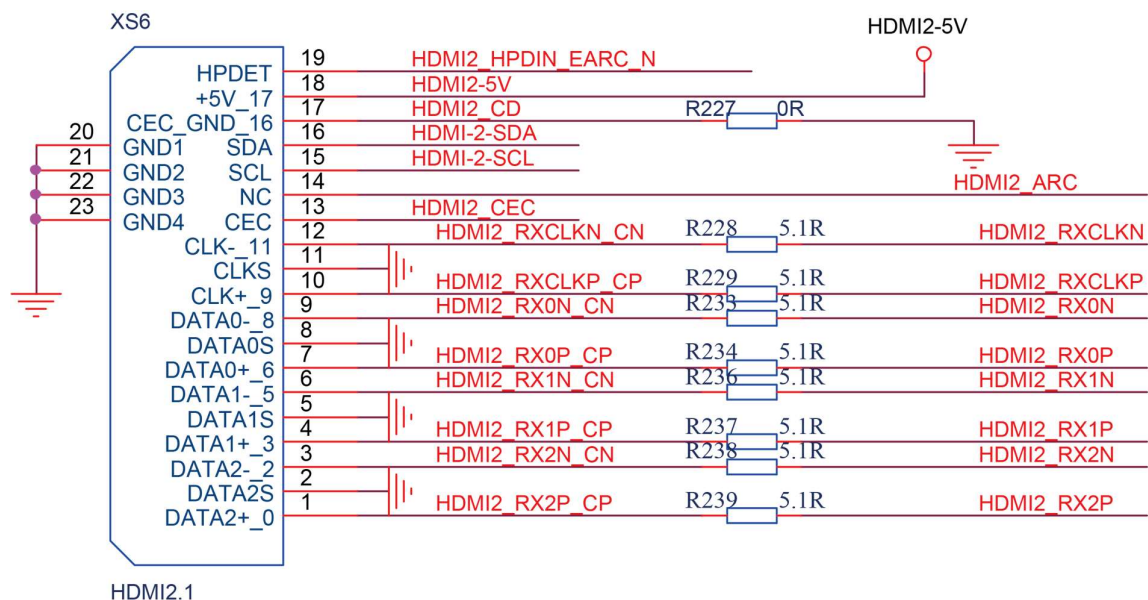 XS6
HDMI2-5V
19 HDMI2_HPDIN_EARC_N
HPDET
18 HDMI2-5V
+5V_17
17 HDMI2_CD R227 0R
CEC_GND_16
20 16 HDMI-2-SDA
GND1 SDA
21 15 HDMI-2-SCL
GND2 SCL
22 14 HDMI2_ARC
GND3 NC
23 13 HDMI2_CEC
GND4 CEC
12 HDMI2_RXCLKN_CN R228 5.1R HDMI2_RXCLKN
CLK-_11
11
CLKS
10 HDMI2_RXCLKP_CP R229 5.1R HDMI2_RXCLKP
CLK+_9
9 HDMI2_RX0N_CN R233 5.1R HDMI2_RX0N
DATA0-_8
8
DATA0S
7 HDMI2_RX0P_CP R234 5.1R HDMI2_RX0P
DATA0+_6
6 HDMI2_RX1N_CN R236 5.1R HDMI2_RX1N
DATA1-_5
5
DATA1S
4 HDMI2_RX1P_CP R237 5.1R HDMI2_RX1P
DATA1+_3
3 HDMI2_RX2N_CN R238 5.1R HDMI2_RX2N
DATA2-_2
2
DATA2S
1 HDMI2_RX2P_CP R239 5.1R HDMI2_RX2P
DATA2+_0
HDMI2.1